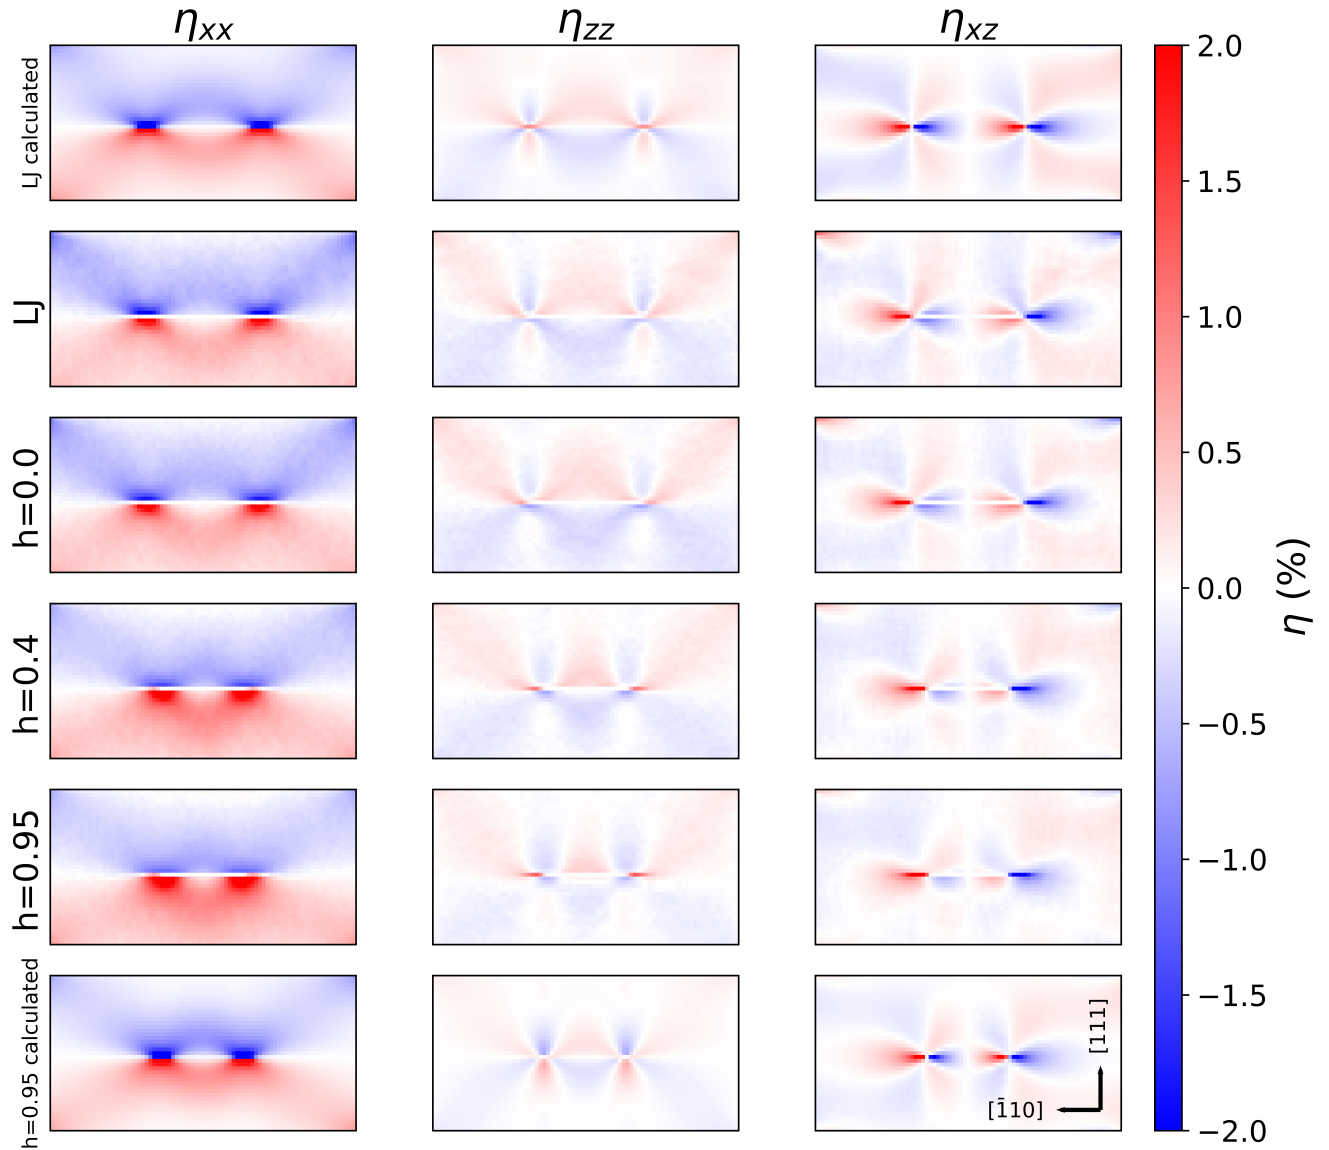 η_xx
η_zz
η_xz
LJ calculated
LJ
h=0.0
h=0.4
h=0.95
h=0.95 calculated
[1̄10]
[111]
2.0
1.5
1.0
0.5
0.0
−0.5
−1.0
−1.5
−2.0
η (%)